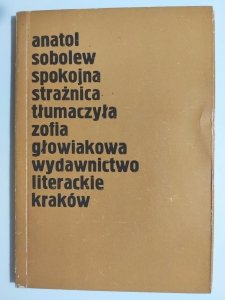 anatol
sobolew
spokojna
strażnica
tłumaczyła
zofia
głowiakowa
wydawnictwo
literackie
kraków